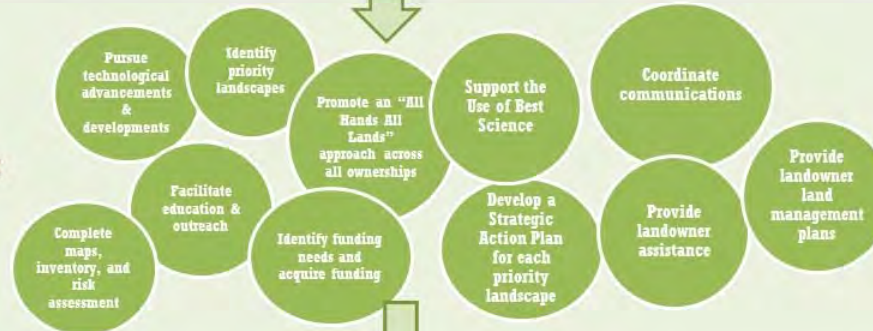 Pursue
technological
advancements
&
developments
Identify
priority
landscapes
Promote an “All
Hands All
Lands”
approach across
all ownerships
Support the
Use of Best
Science
Coordinate
communications
Provide
landowner
land
management
plans
Facilitate
education &
outreach
Complete
maps,
inventory, and
risk
assessment
Identify funding
needs and
acquire funding
Develop a
Strategic
Action Plan
for each
priority
landscape
Provide
landowner
assistance